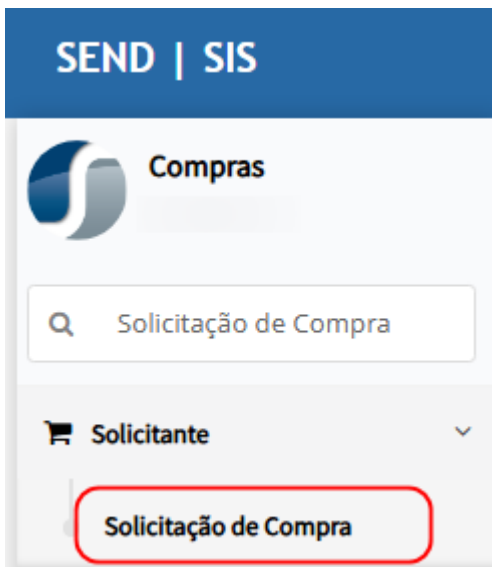 SEND | SIS
Compras
Solicitação de Compra
Solicitante
Solicitação de Compra